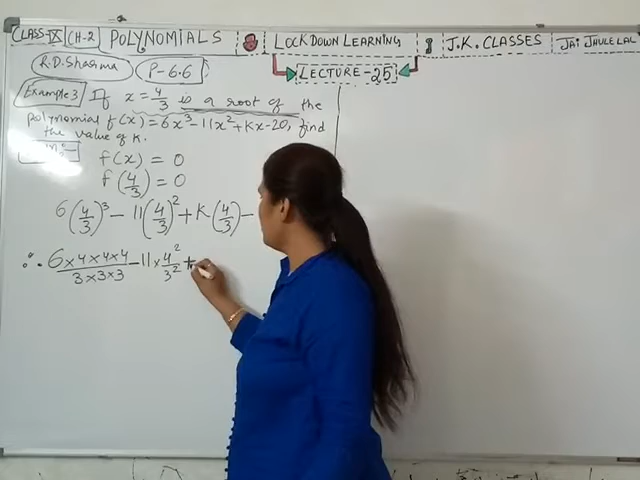 CLASS-IX CH-2 POLYNOMIALS LOCKDOWN LEARNING J.K. CLASSES JAI JHULELAL
R.D. Sharma P-6.6 LECTURE-25
Example 3 If x = 4/3 is a root of the
polynomial f(x) = 6x³ - 11x² + Kx - 20, find
the value of K.
f(x) = 0
f(4/3) = 0
6(4/3)³ - 11(4/3)² + K(4/3) -
∴ 6×4×4×4/3×3×3 - 11×4²/3² +